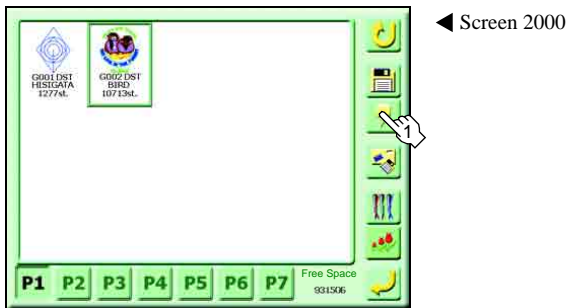 ◀ Screen 2000
G001 DST
HISIGATA
1277st.
G002 DST
BIRD
10713st.
1
P1 P2 P3 P4 P5 P6 P7
Free Space
931506